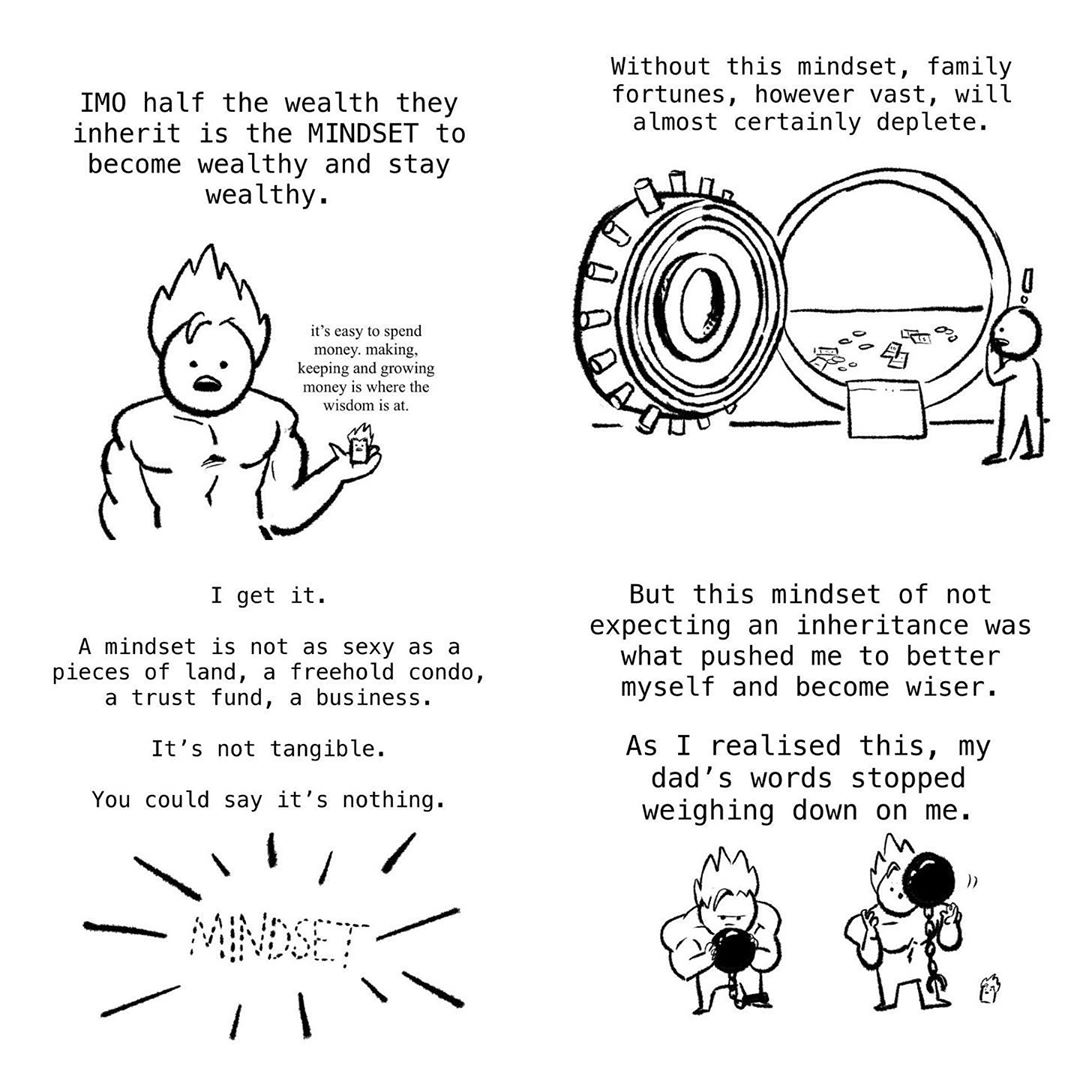 IMO half the wealth they
inherit is the MINDSET to
become wealthy and stay
wealthy.
it's easy to spend
money. making,
keeping and growing
money is where the
wisdom is at.
Without this mindset, family
fortunes, however vast, will
almost certainly deplete.
!
I get it.
A mindset is not as sexy as a
pieces of land, a freehold condo,
a trust fund, a business.
It's not tangible.
You could say it's nothing.
MINDSET
But this mindset of not
expecting an inheritance was
what pushed me to better
myself and become wiser.
As I realised this, my
dad's words stopped
weighing down on me.